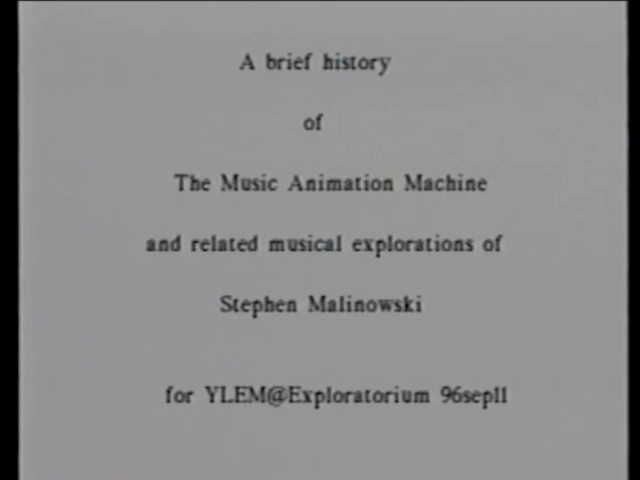 A brief history
of
The Music Animation Machine
and related musical explorations of
Stephen Malinowski
for YLEM@Exploratorium 96sep11